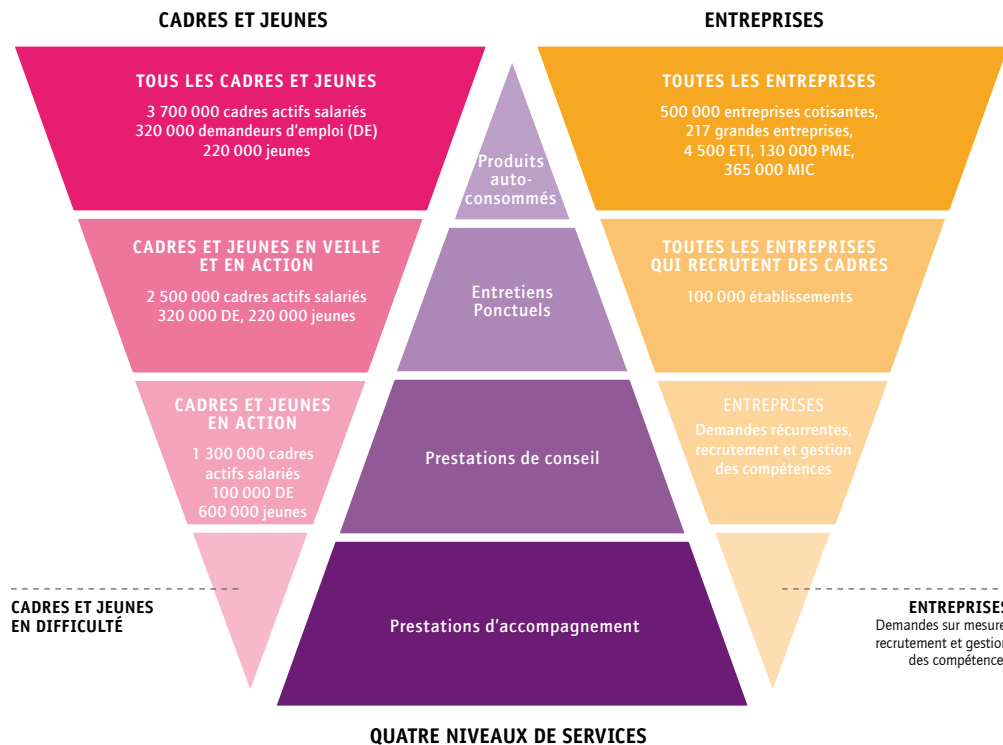 CADRES ET JEUNES
TOUS LES CADRES ET JEUNES
3 700 000 cadres actifs salariés
320 000 demandeurs d'emploi (DE)
220 000 jeunes
CADRES ET JEUNES EN VEILLE
ET EN ACTION
2 500 000 cadres actifs salariés
320 000 DE, 220 000 jeunes
CADRES ET JEUNES
EN ACTION
1 300 000 cadres
actifs salariés
100 000 DE
600 000 jeunes
CADRES ET JEUNES
EN DIFFICULTÉ
Produits
auto-
consommés
Entretiens
Ponctuels
Prestations de conseil
Prestations d'accompagnement
QUATRE NIVEAUX DE SERVICES
ENTREPRISES
TOUTES LES ENTREPRISES
500 000 entreprises cotisantes,
217 grandes entreprises,
4 500 ETI, 130 000 PME,
365 000 MIC
TOUTES LES ENTREPRISES
QUI RECRUTENT DES CADRES
100 000 établissements
ENTREPRISES
Demandes récurrentes,
recrutement et gestion
des compétences
ENTREPRISES
Demandes sur mesure
recrutement et gestion
des compétence